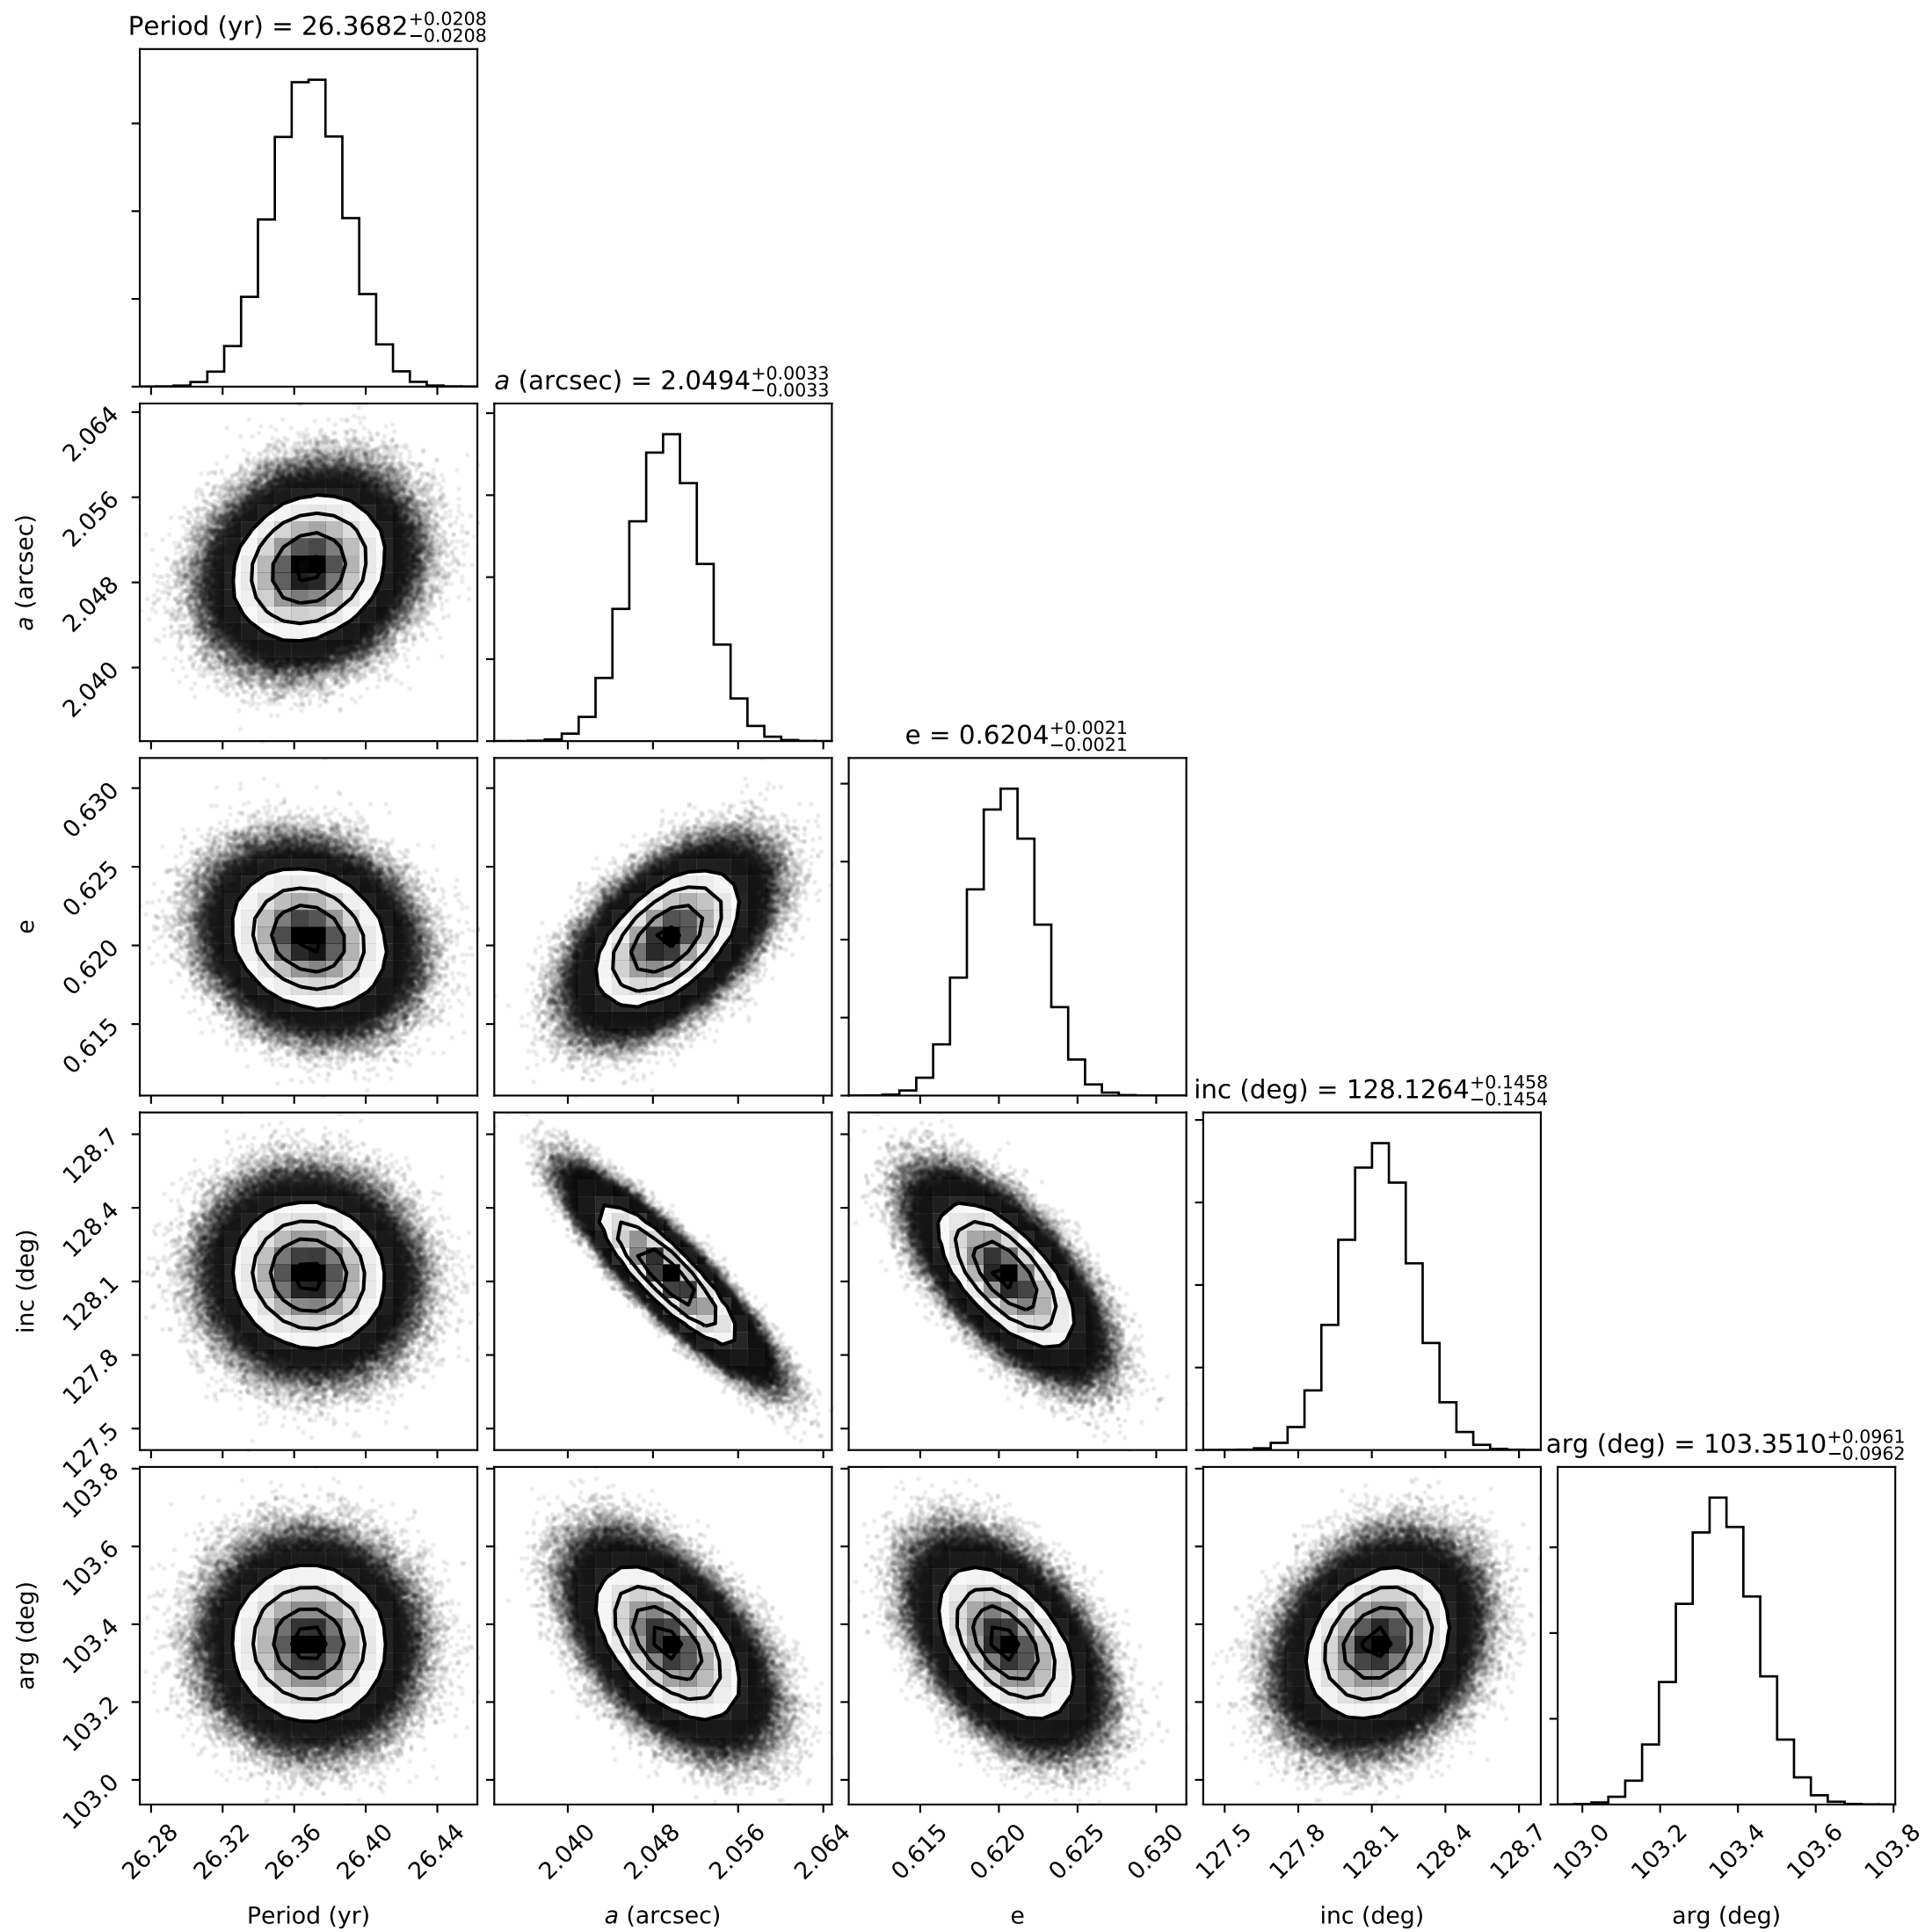 Period (yr) = 26.3682+0.0208−0.0208
a (arcsec) = 2.0494+0.0033−0.0033
2.064
2.056
2.048
2.040
a (arcsec)
e = 0.6204+0.0021−0.0021
0.630
0.625
0.620
0.615
e
inc (deg) = 128.1264+0.1458−0.1454
128.7
128.4
128.1
127.8
127.5
inc (deg)
arg (deg) = 103.3510+0.0961−0.0962
103.8
103.6
103.4
103.2
103.0
arg (deg)
26.28 26.32 26.36 26.40 26.44 2.040 2.048 2.056 2.064 0.615 0.620 0.625 0.630 127.5 127.8 128.1 128.4 128.7 103.0 103.2 103.4 103.6 103.8
Period (yr) a (arcsec) e inc (deg) arg (deg)